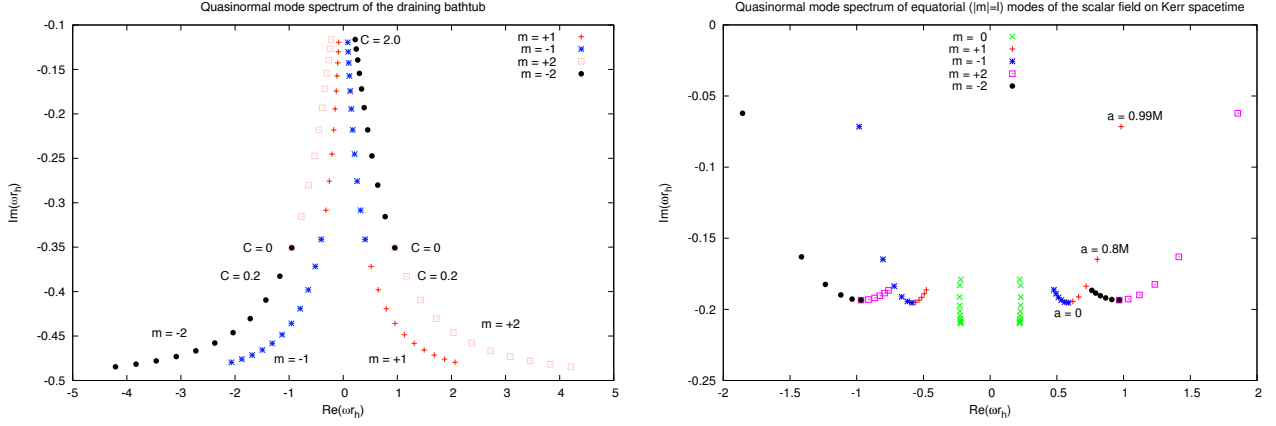 Quasinormal mode spectrum of the draining bathtub
-0.1
-0.15
-0.2
-0.25
-0.3
-0.35
-0.4
-0.45
-0.5
-5
-4
-3
-2
-1
0
1
2
3
4
5
Im(ωr_h)
Re(ωr_h)
m = +1
m = -1
m = +2
m = -2
C = 2.0
C = 0
C = 0
C = 0.2
C = 0.2
m = -2
m = +2
m = -1
m = +1
Quasinormal mode spectrum of equatorial (|m|=l) modes of the scalar field on Kerr spacetime
0
-0.05
-0.1
-0.15
-0.2
-0.25
-2
-1.5
-1
-0.5
0
0.5
1
1.5
2
Im(ωr_h)
Re(ωr_h)
m = 0
m = +1
m = -1
m = +2
m = -2
a = 0.99M
a = 0.8M
a = 0